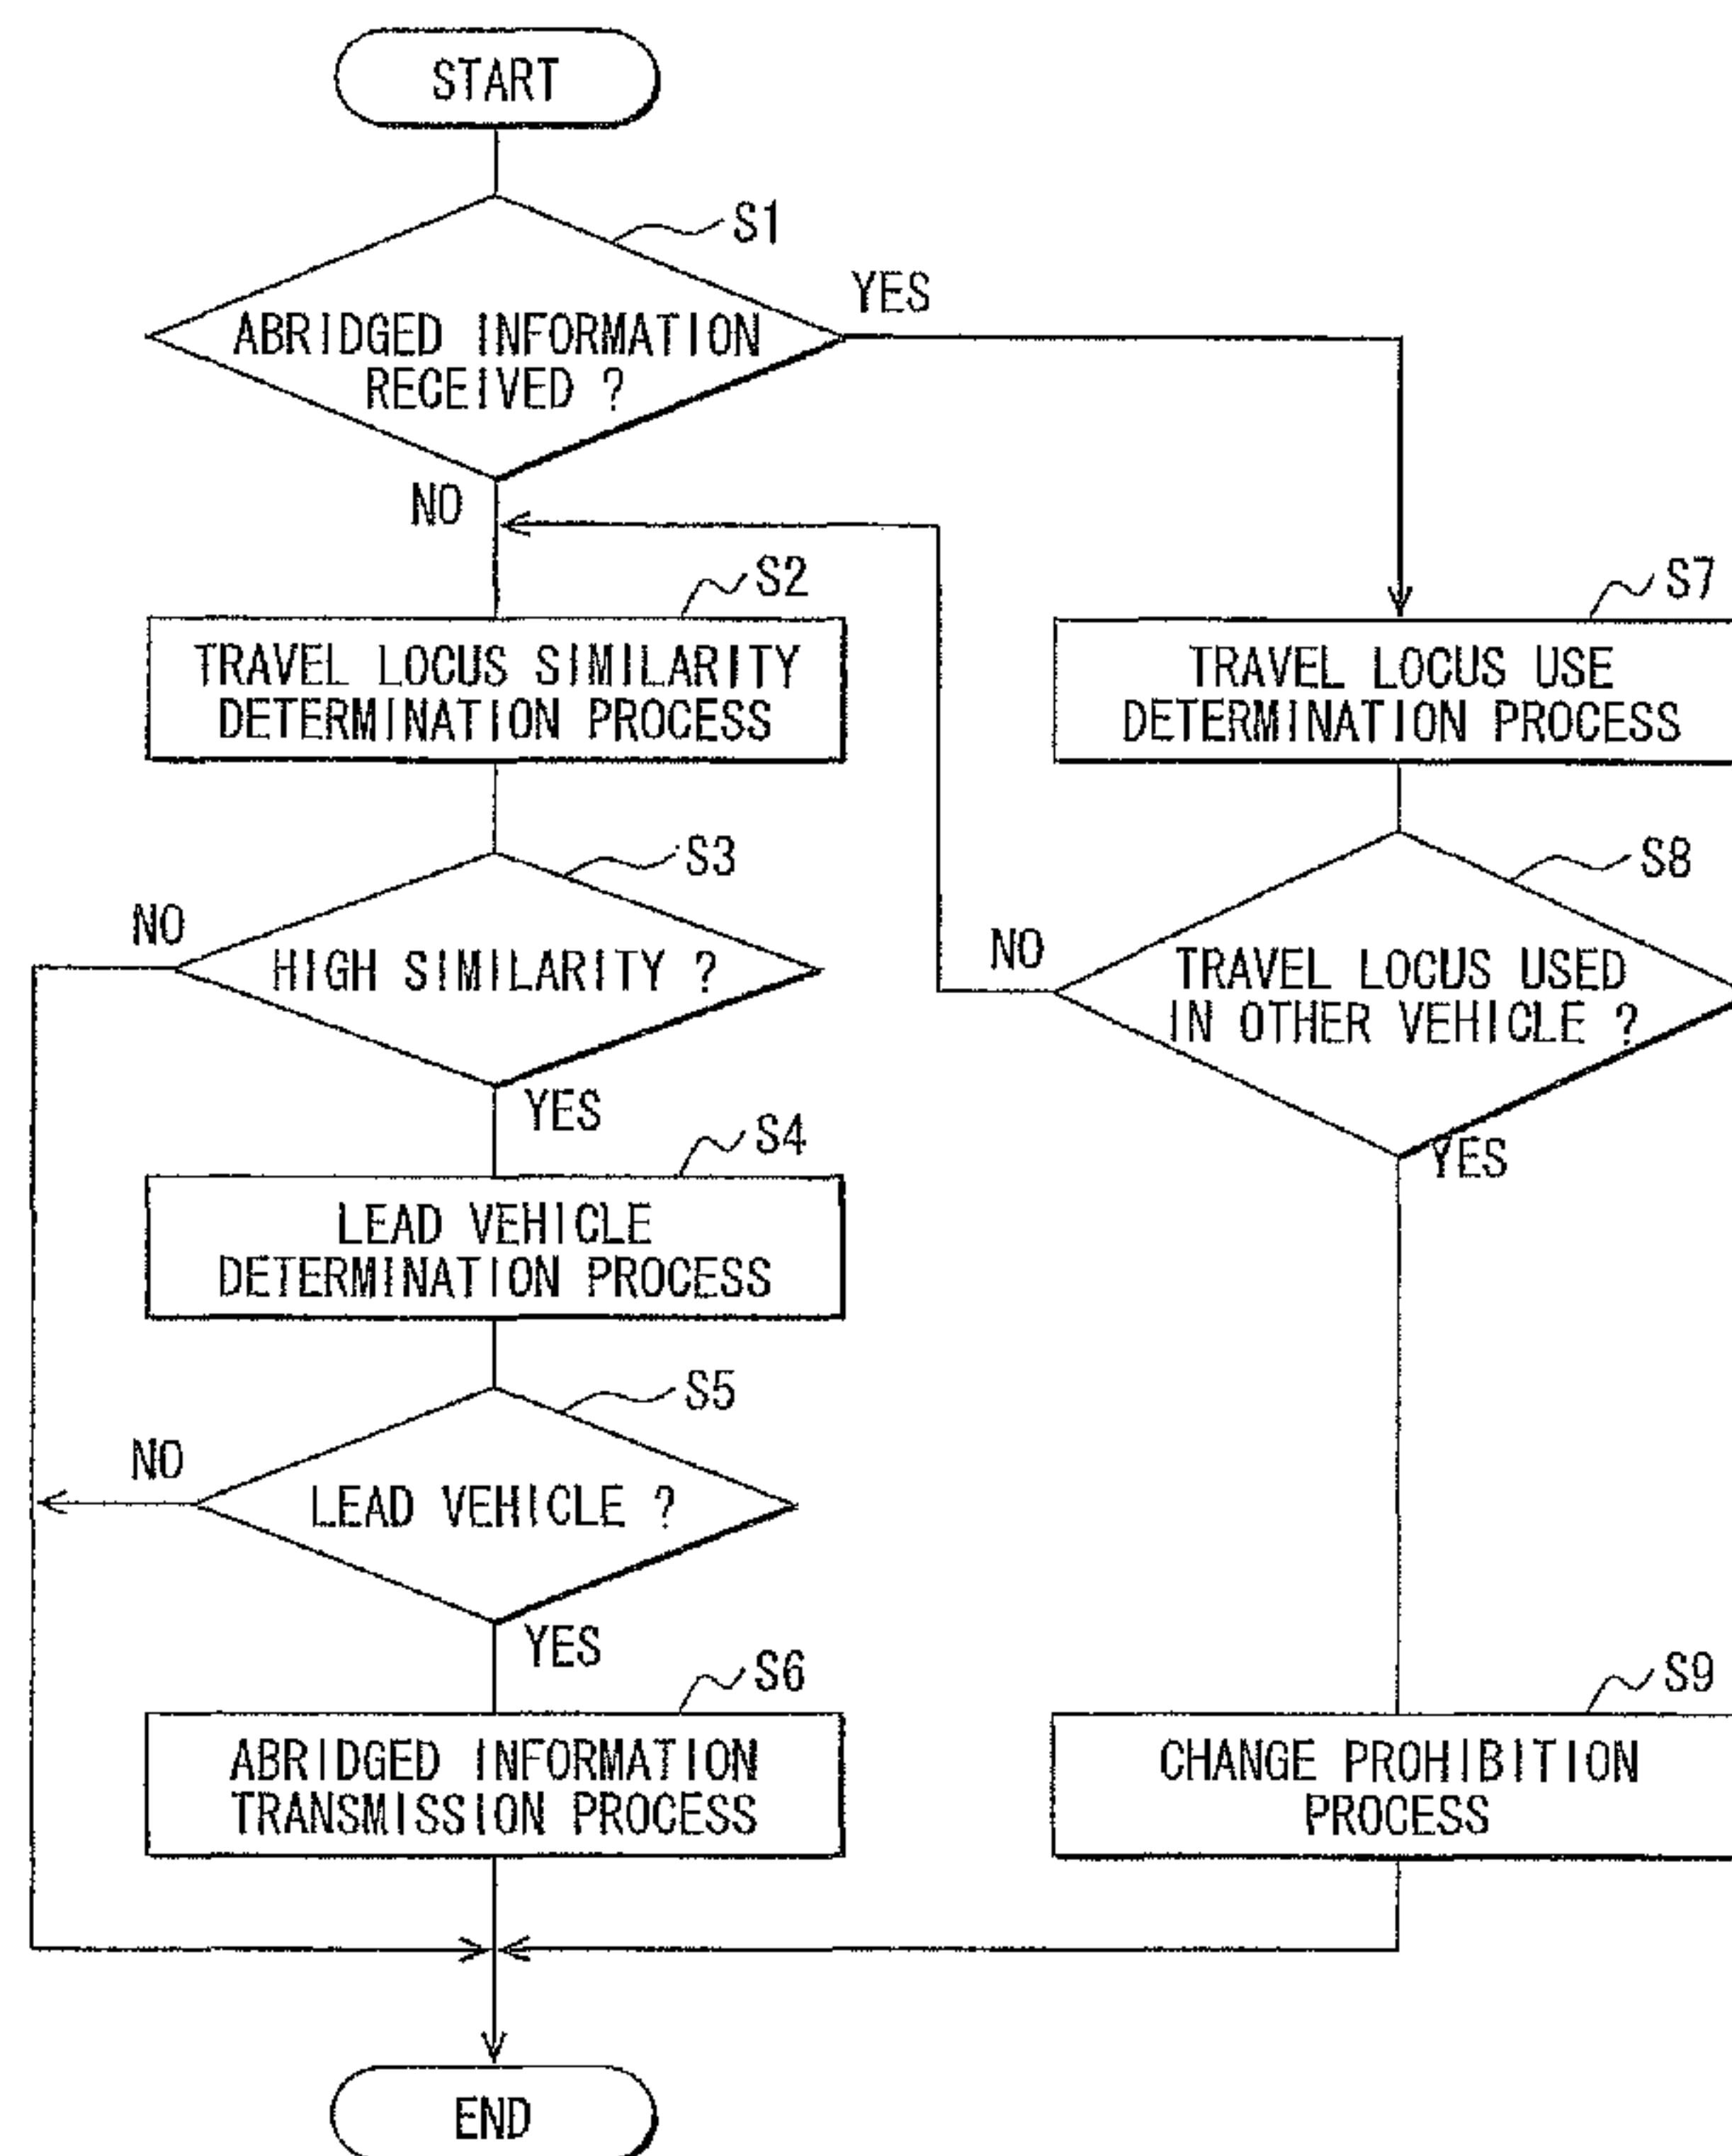 START
S1
YES
ABRIDGED INFORMATION
RECEIVED ?
NO
S2
TRAVEL LOCUS SIMILARITY
DETERMINATION PROCESS
S3
NO
HIGH SIMILARITY ?
YES
S4
LEAD VEHICLE
DETERMINATION PROCESS
S5
NO
LEAD VEHICLE ?
YES
S6
ABRIDGED INFORMATION
TRANSMISSION PROCESS
S7
TRAVEL LOCUS USE
DETERMINATION PROCESS
S8
NO
TRAVEL LOCUS USED
IN OTHER VEHICLE ?
YES
S9
CHANGE PROHIBITION
PROCESS
END